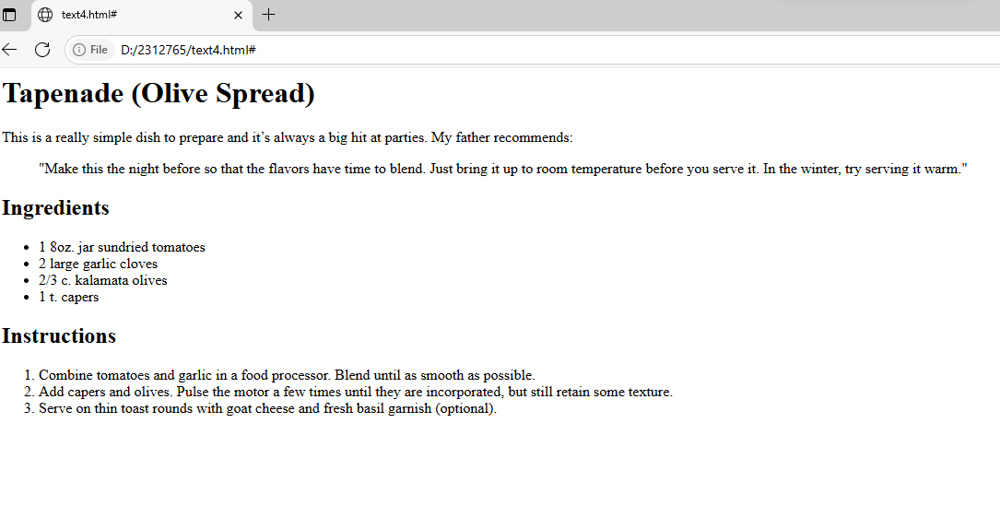 text4.html#
File D:/2312765/text4.html#
Tapenade (Olive Spread)
This is a really simple dish to prepare and it’s always a big hit at parties. My father recommends:
"Make this the night before so that the flavors have time to blend. Just bring it up to room temperature before you serve it. In the winter, try serving it warm."
Ingredients
• 1 8oz. jar sundried tomatoes
• 2 large garlic cloves
• 2/3 c. kalamata olives
• 1 t. capers
Instructions
1. Combine tomatoes and garlic in a food processor. Blend until as smooth as possible.
2. Add capers and olives. Pulse the motor a few times until they are incorporated, but still retain some texture.
3. Serve on thin toast rounds with goat cheese and fresh basil garnish (optional).